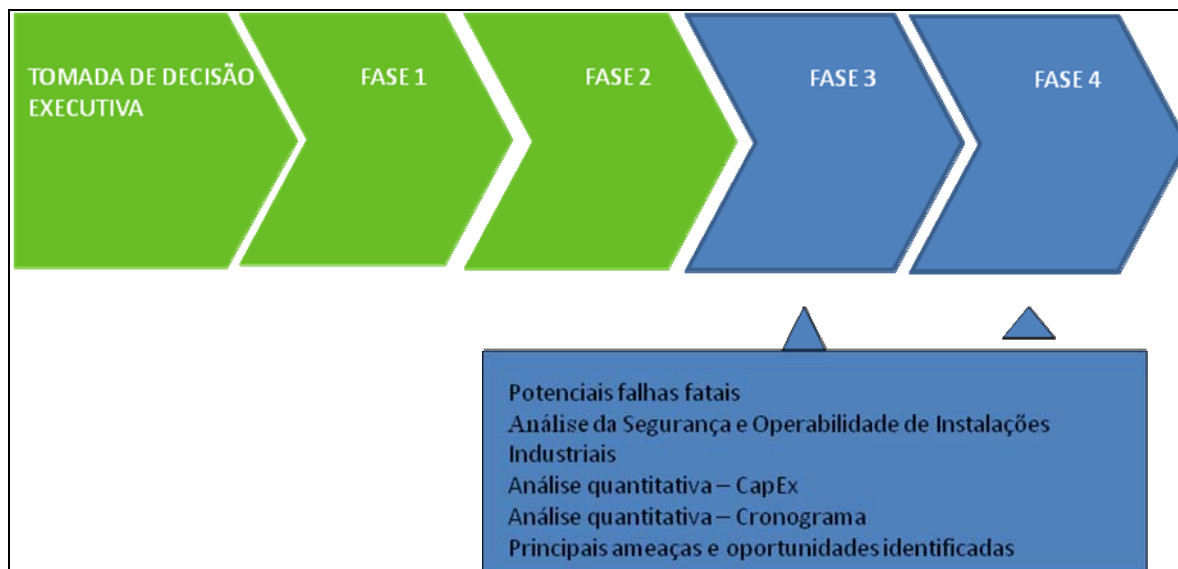 TOMADA DE DECISÃO
EXECUTIVA
FASE 1
FASE 2
FASE 3
FASE 4
Potenciais falhas fatais
Análise da Segurança e Operabilidade de Instalações
Industriais
Análise quantitativa – CapEx
Análise quantitativa – Cronograma
Principais ameaças e oportunidades identificadas